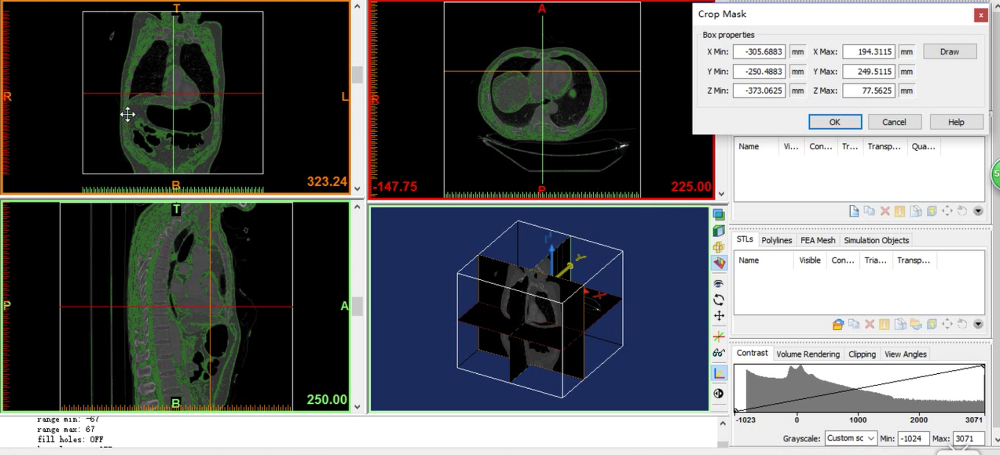 T
R
L
B
323.24
A
R
P
-147.75
225.00
Crop Mask
Box properties
X Min: -305.6883 mm X Max: 194.3115 mm Draw
Y Min: -250.4883 mm Y Max: 249.5115 mm
Z Min: -373.0625 mm Z Max: 77.5625 mm
OK Cancel Help
Name Vi... Con... Tr... Transp... Qua...
5
T
P
A
B
250.00
Y
X
STLs Polylines FEA Mesh Simulation Objects
Name Visible Con... Tria... Transp...
Contrast Volume Rendering Clipping View Angles
-1023 0 1000 2000 3071
Grayscale: Custom sc Min: -1024 Max: 3071
range min: -67
range max: 67
fill holes: OFF